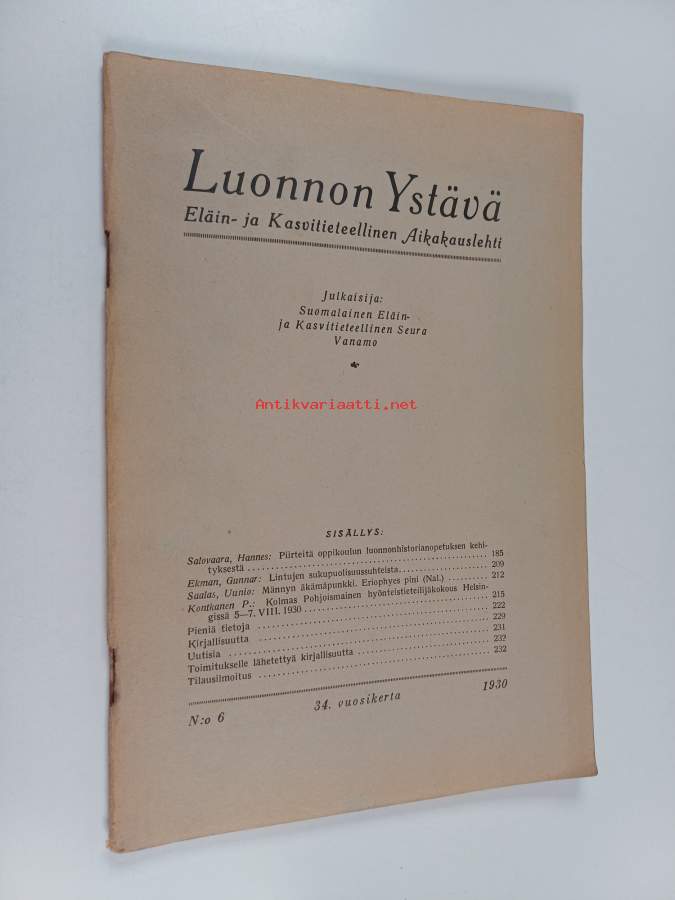 Luonnon Ystävä
Eläin- ja Kasvitieteellinen Aikakauslehti
Julkaisija:
Suomalainen Eläin-
ja Kasvitieteellinen Seura
Vanamo
Antikvariaatti.net
SISÄLLYS:
Salovaara, Hannes: Piirteitä oppikoulun luonnonhistorianopetuksen kehi-
tyksestä 185
Ekman, Gunnar: Lintujen sukupuolisuussuhteista 209
Saalas, Uunio: Männyn äkämäpunkki. Eriophyes pini (Nal.) 212
Kontkanen P.: Kolmas Pohjoismainen hyönteistieteilijäkokous Helsin-
gissä 5—7. VIII. 1930 215
Pieniä tietoja 222
Kirjallisuutta 229
Uutisia 231
Toimitukselle lähetettyä kirjallisuutta 232
Tilausilmoitus 232
N:o 6 34. vuosikerta 1930